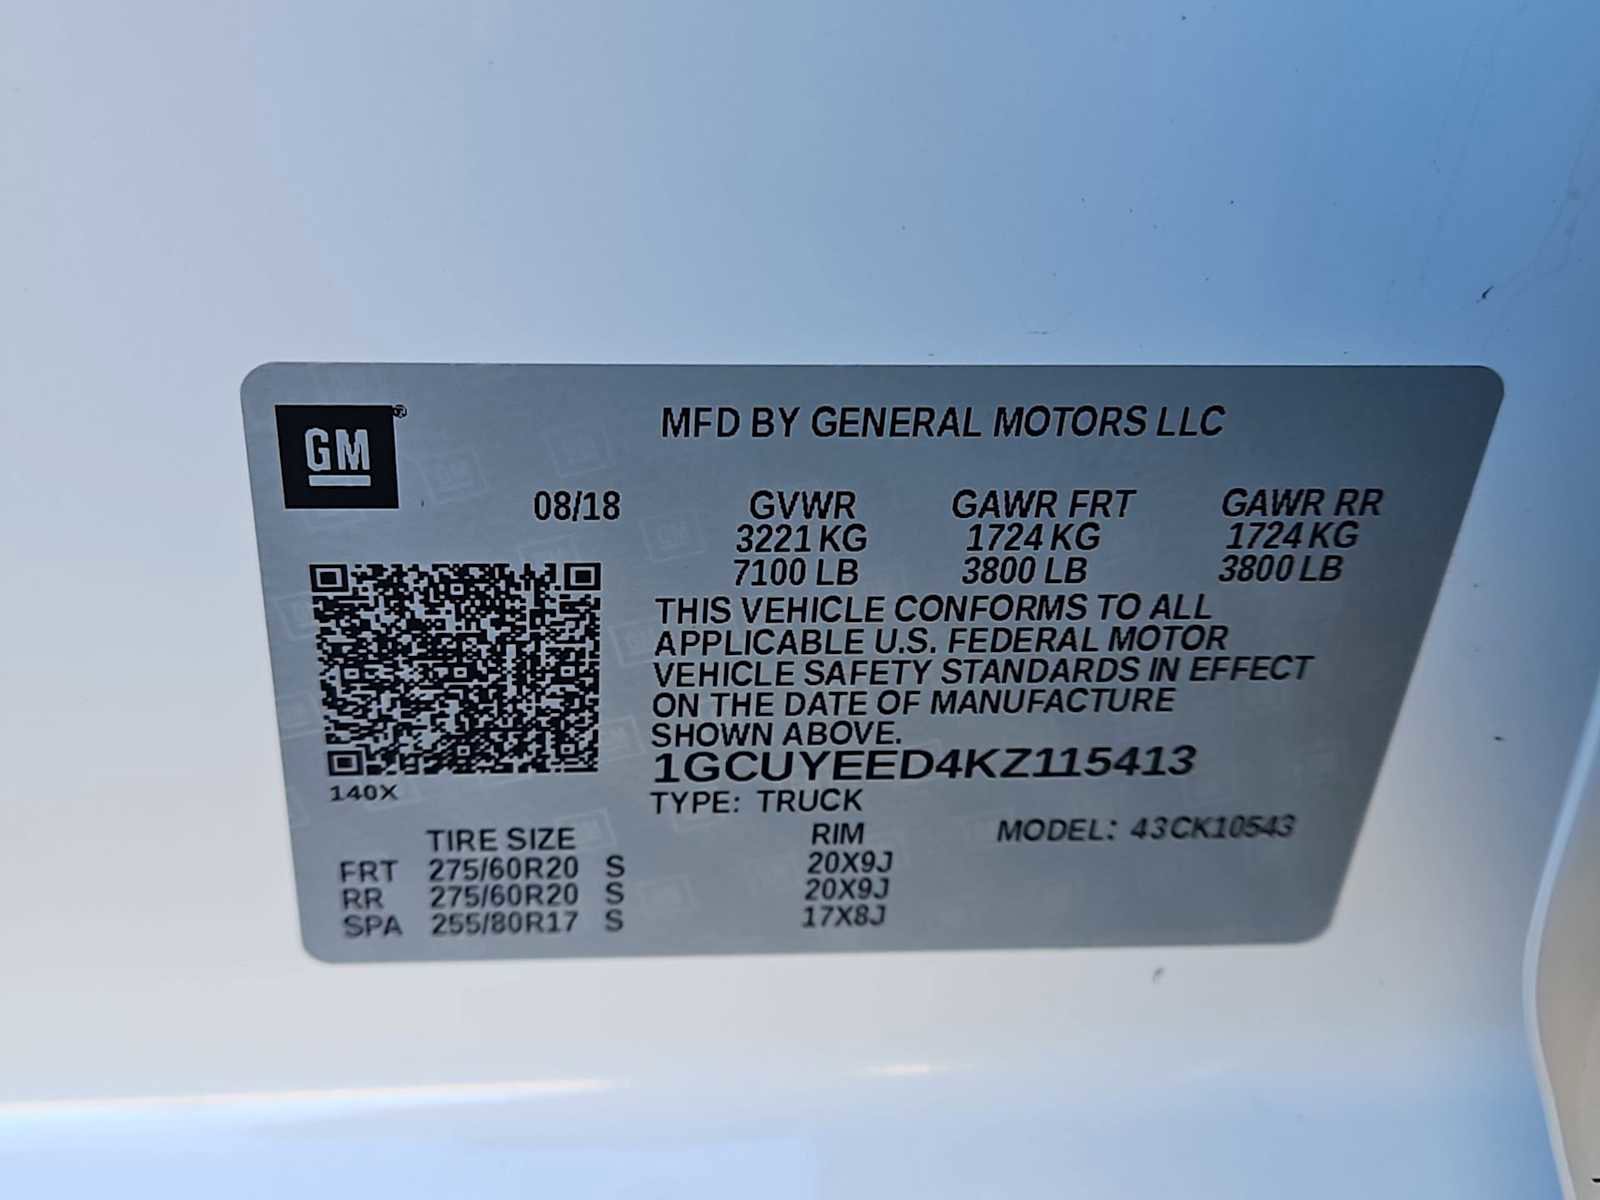 GM ®
MFD BY GENERAL MOTORS LLC
08/18 GVWR GAWR FRT GAWR RR
3221 KG 1724 KG 1724 KG
7100 LB 3800 LB 3800 LB
THIS VEHICLE CONFORMS TO ALL
APPLICABLE U.S. FEDERAL MOTOR
VEHICLE SAFETY STANDARDS IN EFFECT
ON THE DATE OF MANUFACTURE
SHOWN ABOVE.
1GCUYEED4KZ115413
140X
TYPE: TRUCK
TIRE SIZE RIM MODEL: 43CK10543
FRT 275/60R20 S 20X9J
RR 275/60R20 S 20X9J
SPA 255/80R17 S 17X8J